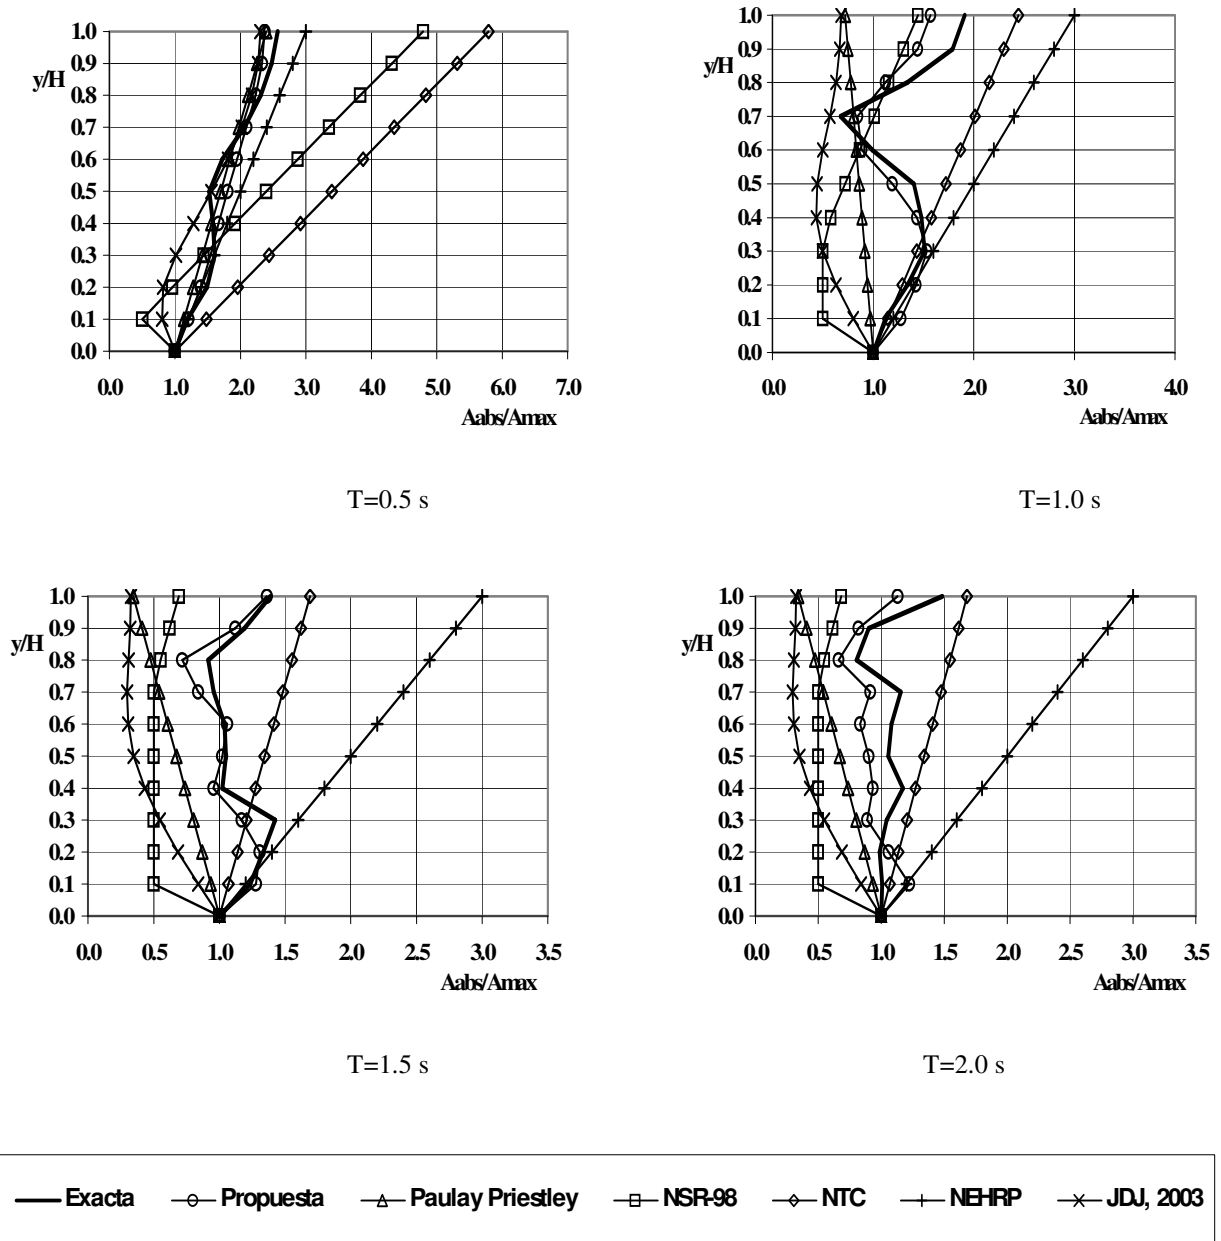 1.0
0.9
y/H
0.8
0.7
0.6
0.5
0.4
0.3
0.2
0.1
0.0
0.0 1.0 2.0 3.0 4.0 5.0 6.0 7.0
Aabs/Amax
T=0.5 s
1.0
0.9
y/H
0.8
0.7
0.6
0.5
0.4
0.3
0.2
0.1
0.0
0.0 1.0 2.0 3.0 4.0
Aabs/Amax
T=1.0 s
1.0
0.9
y/H
0.8
0.7
0.6
0.5
0.4
0.3
0.2
0.1
0.0
0.0 0.5 1.0 1.5 2.0 2.5 3.0 3.5
Aabs/Amax
T=1.5 s
1.0
0.9
y/H
0.8
0.7
0.6
0.5
0.4
0.3
0.2
0.1
0.0
0.0 0.5 1.0 1.5 2.0 2.5 3.0 3.5
Aabs/Amax
T=2.0 s
Exacta Propuesta Paulay Priestley NSR-98 NTC NEHRP JDJ, 2003